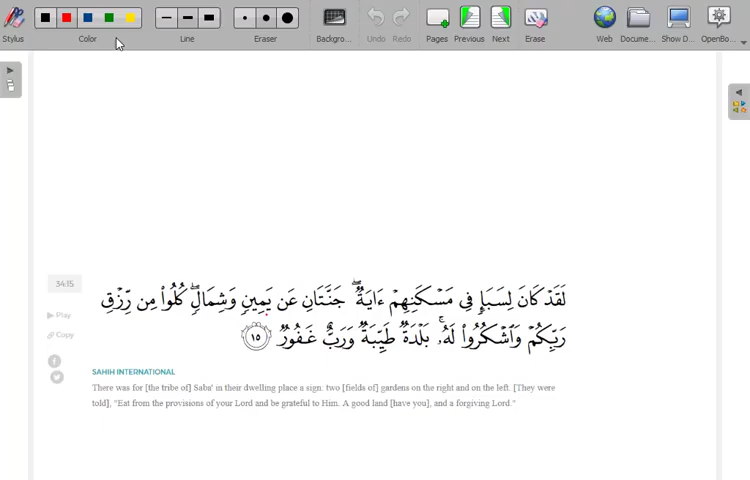 Stylus Color Line Eraser Backgro... Undo Redo Pages Previous Next Erase Web Docume... Show D... OpenBo...
34:15
لَقَدْ كَانَ لِسَبَإٍ فِى مَسْكَنِهِمْ ءَايَةٌ ۖ جَنَّتَانِ عَن يَمِينٍ وَشِمَالٍ ۖ كُلُوا۟ مِن رِّزْقِ
Play
رَبِّكُمْ وَٱشْكُرُوا۟ لَهُۥ ۚ بَلْدَةٌ طَيِّبَةٌ وَرَبٌّ غَفُورٌ ١٥
Copy
SAHIH INTERNATIONAL
There was for [the tribe of] Saba' in their dwelling place a sign: two [fields of] gardens on the right and on the left. [They were
told], "Eat from the provisions of your Lord and be grateful to Him. A good land [have you], and a forgiving Lord."